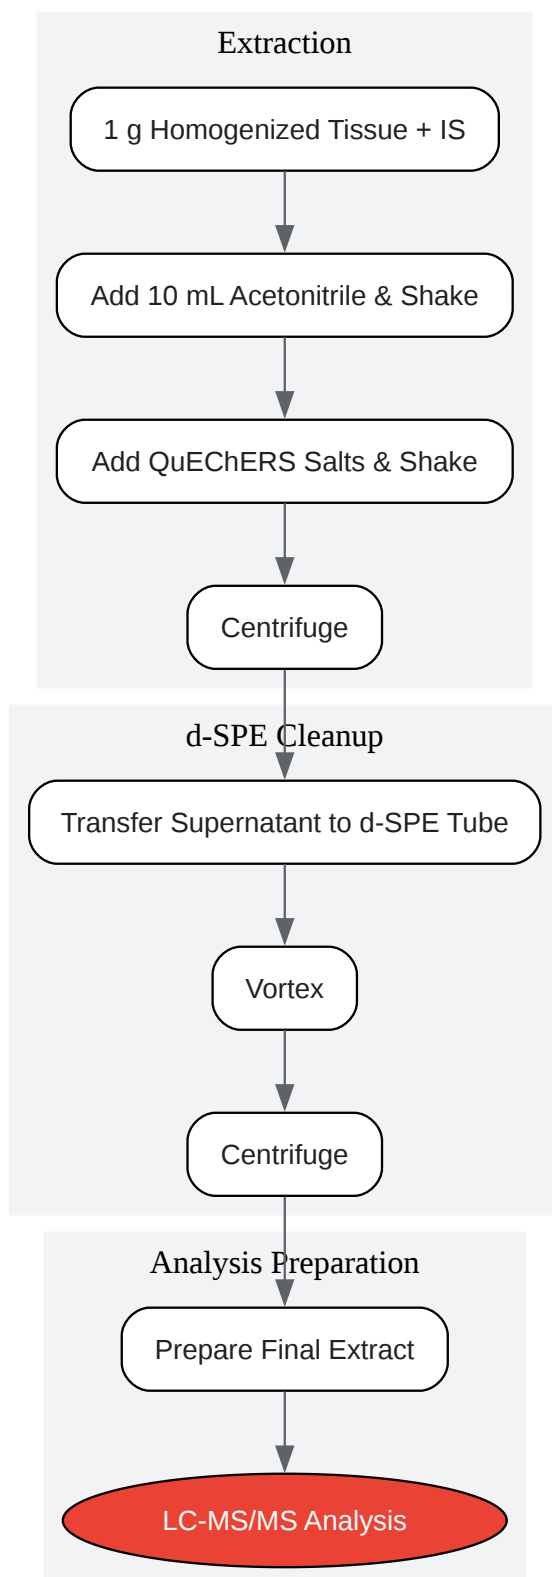 Extraction
1 g Homogenized Tissue + IS
Add 10 mL Acetonitrile & Shake
Add QuEChERS Salts & Shake
Centrifuge
d-SPE Cleanup
Transfer Supernatant to d-SPE Tube
Vortex
Centrifuge
Analysis Preparation
Prepare Final Extract
LC-MS/MS Analysis